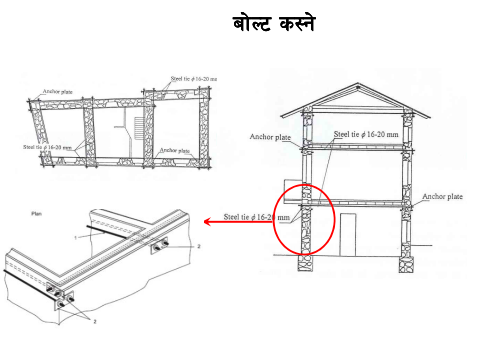 बोल्ट कस्ने
Steel tie ϕ 16-20 mm
Anchor plate
Steel tie ϕ 16-20 mm
Anchor plate
Anchor plate
Steel tie ϕ 16-20 mm
Anchor plate
Steel tie ϕ 16-20 mm
Plan
1
2
3